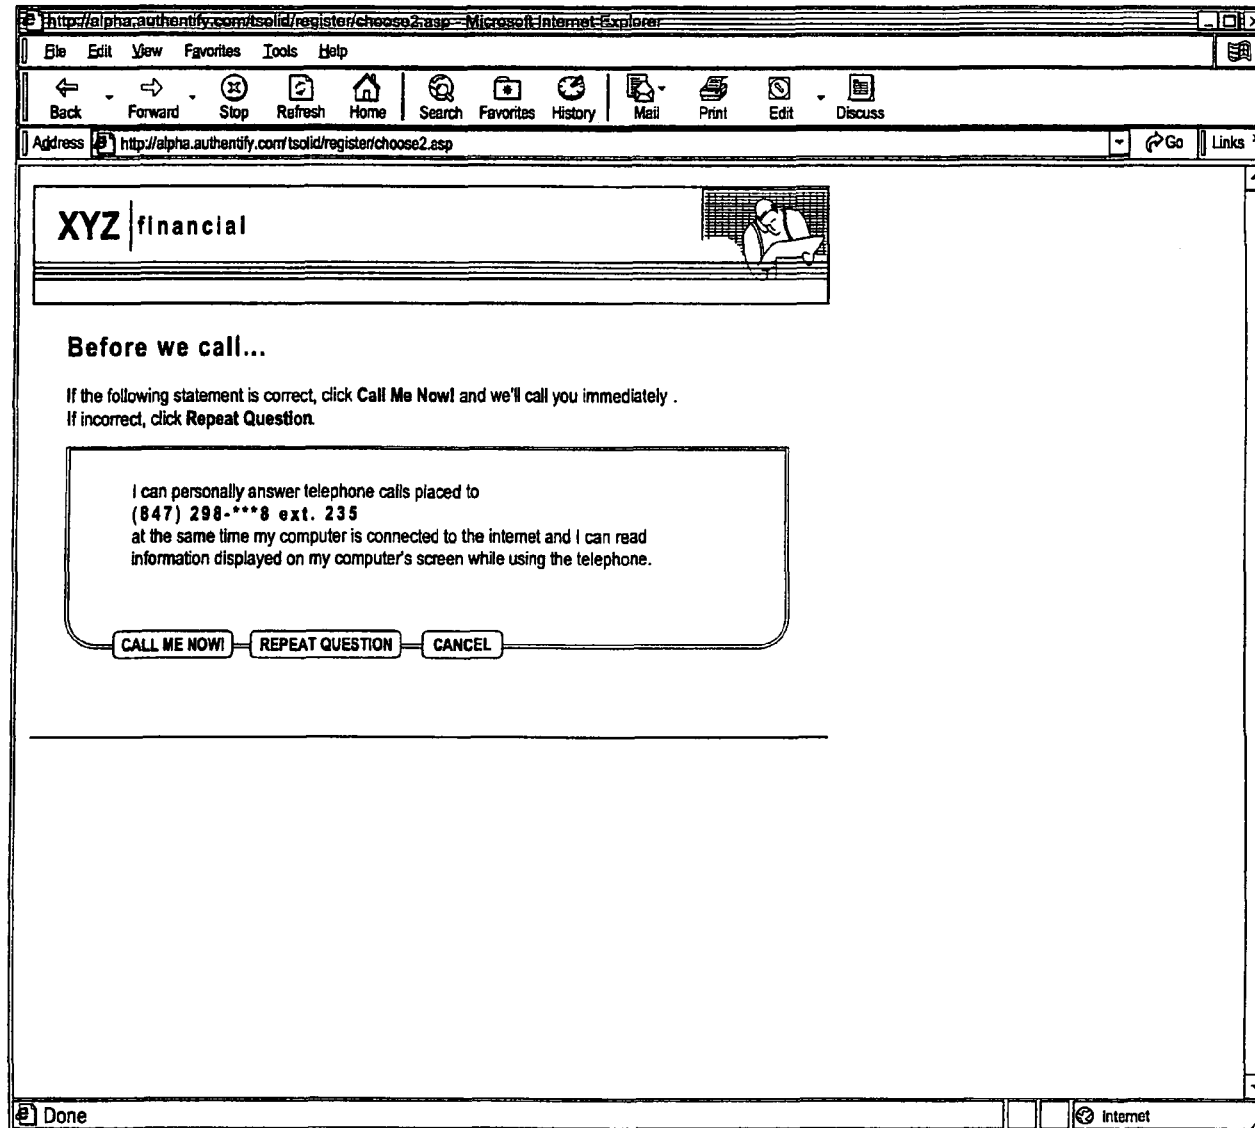 http://alpha.authentify.com/tsolid/register/choose2.asp - Microsoft Internet Explorer
File Edit View Favorites Tools Help
Back Forward Stop Refresh Home Search Favorites History Mail Print Edit Discuss
Address http://alpha.authentify.com/tsolid/register/choose2.asp Go Links
XYZ financial
Before we call...
If the following statement is correct, click Call Me Now! and we'll call you immediately .
If incorrect, click Repeat Question.
I can personally answer telephone calls placed to
(847) 298-***8 ext. 235
at the same time my computer is connected to the internet and I can read
information displayed on my computer's screen while using the telephone.
CALL ME NOW! REPEAT QUESTION CANCEL
Done Internet